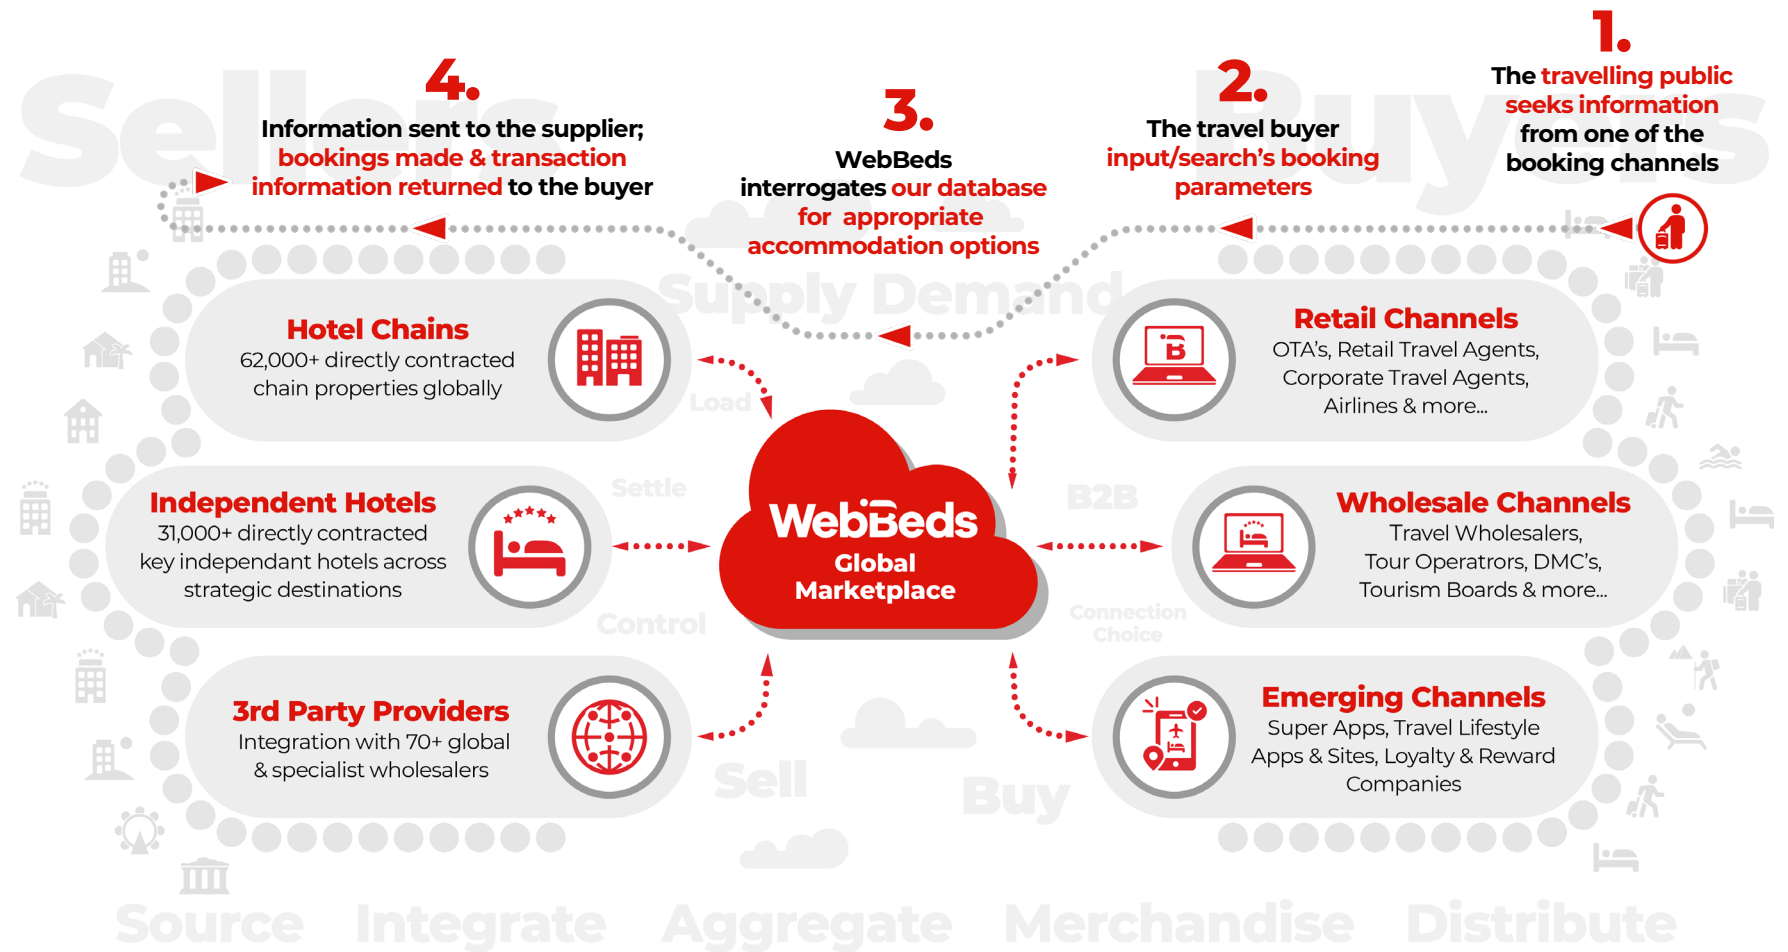 Sellers
Buyers
1.
The travelling public
seeks information
from one of the
booking channels
2.
The travel buyer
input/search's booking
parameters
3.
WebBeds
interrogates our database
for appropriate
accommodation options
4.
Information sent to the supplier;
bookings made & transaction
information returned to the buyer
Supply Demand
Hotel Chains
62,000+ directly contracted
chain properties globally
Load
Independent Hotels
31,000+ directly contracted
key independant hotels across
strategic destinations
Settle
Control
3rd Party Providers
Integration with 70+ global
& specialist wholesalers
WebBeds
Global
Marketplace
Sell
Buy
B
Retail Channels
OTA's, Retail Travel Agents,
Corporate Travel Agents,
Airlines & more...
B2B
Wholesale Channels
Travel Wholesalers,
Tour Operatrors, DMC's,
Tourism Boards & more...
Connection
Choice
Emerging Channels
Super Apps, Travel Lifestyle
Apps & Sites, Loyalty & Reward
Companies
Source Integrate Aggregate Merchandise Distribute